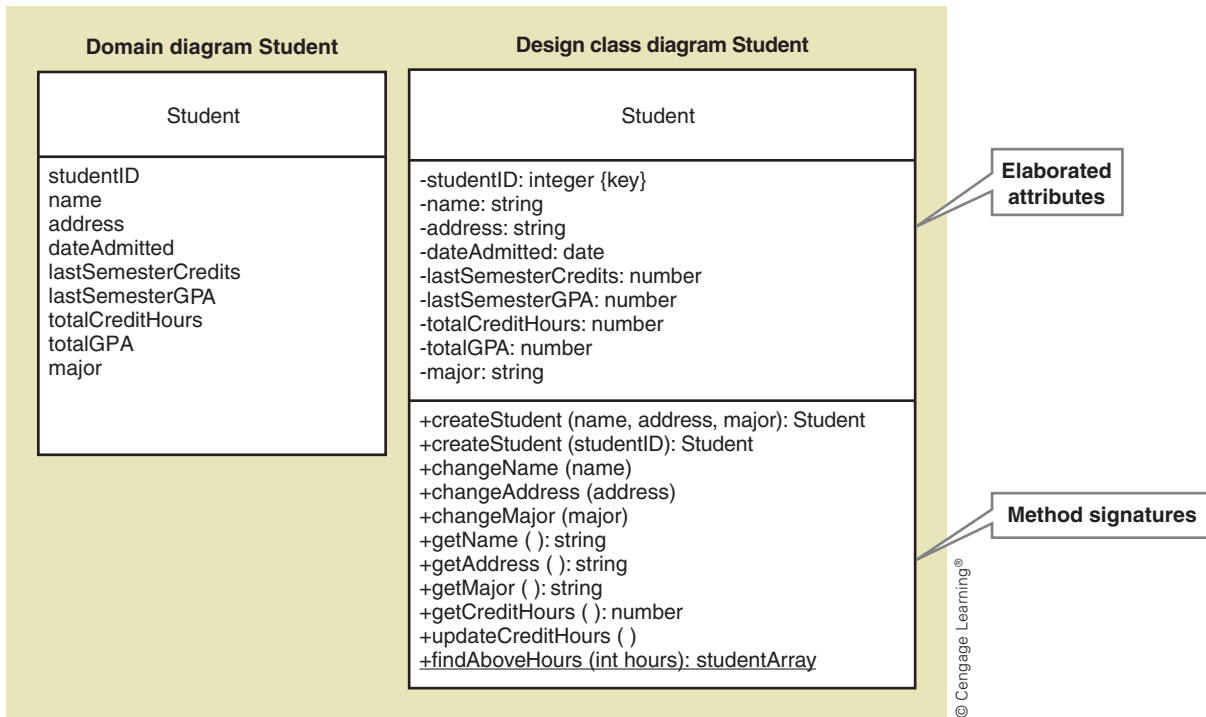 Domain diagram Student
Student
studentID
name
address
dateAdmitted
lastSemesterCredits
lastSemesterGPA
totalCreditHours
totalGPA
major
Design class diagram Student
Student
-studentID: integer {key}
-name: string
-address: string
-dateAdmitted: date
-lastSemesterCredits: number
-lastSemesterGPA: number
-totalCreditHours: number
-totalGPA: number
-major: string
+createStudent (name, address, major): Student
+createStudent (studentID): Student
+changeName (name)
+changeAddress (address)
+changeMajor (major)
+getName ( ): string
+getAddress ( ): string
+getMajor ( ): string
+getCreditHours ( ): number
+updateCreditHours ( )
+findAboveHours (int hours): studentArray
Elaborated
attributes
Method signatures
© Cengage Learning®